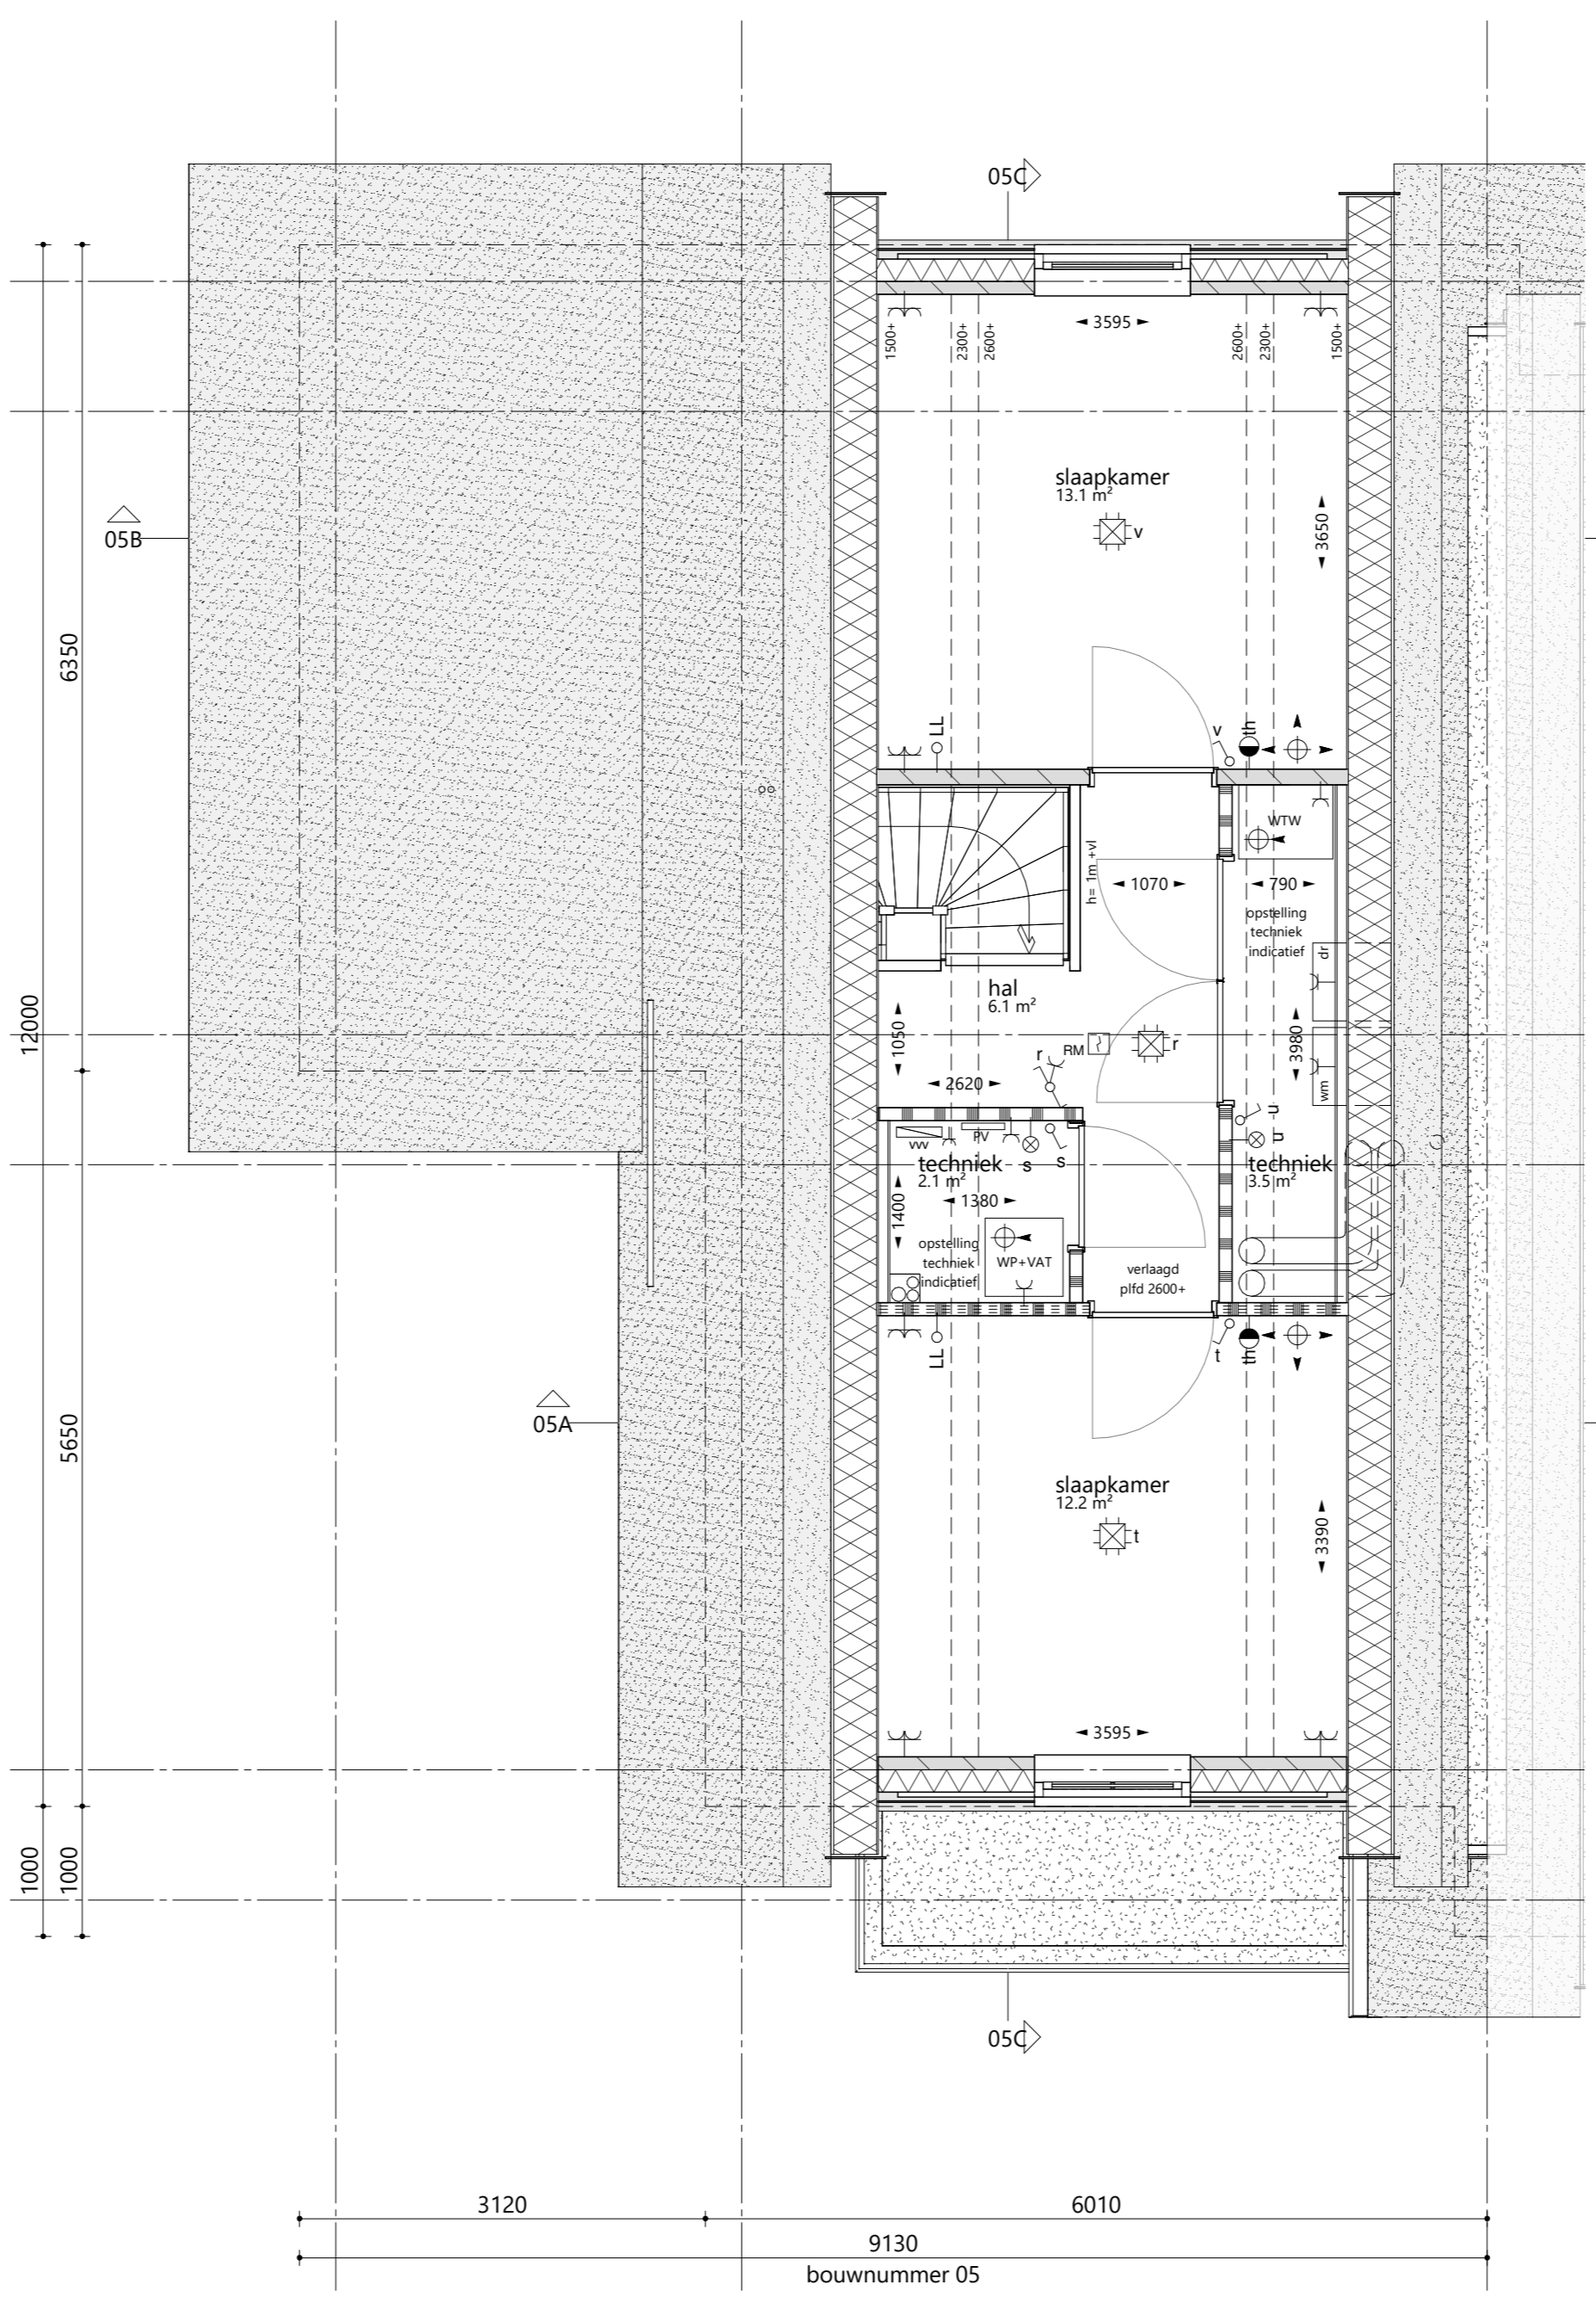 05C
3595
1500+
2300+
2600+
2600+
2300+
1500+
slaapkamer
13.1 m²
v
3650
05B
6350
LL
v
th
WTW
h= 1m +vl
1070
790
opstelling
techniek
indicatief
dr
hal
6.1 m²
12000
1050
RM
r
r
3980
2620
wm
u
u
vvv
PV
s
s
techniek
2.1 m²
techniek
3.5 m²
1400
1380
opstelling
techniek
indicatief
WP+VAT
verlaagd
plfd 2600+
LL
t
th
05A
5650
slaapkamer
12.2 m²
t
3390
3595
1000
1000
05C
3120
6010
9130
bouwnummer 05